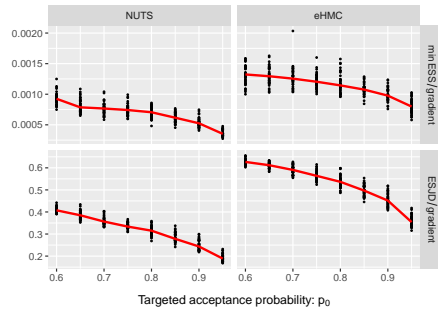 NUTS
eHMC
0.0020
0.0015
0.0010
0.0005
min ESS/gradient
0.6
0.5
0.4
0.3
0.2
ESJD/gradient
0.6 0.7 0.8 0.9
0.6 0.7 0.8 0.9
Targeted acceptance probability: p₀